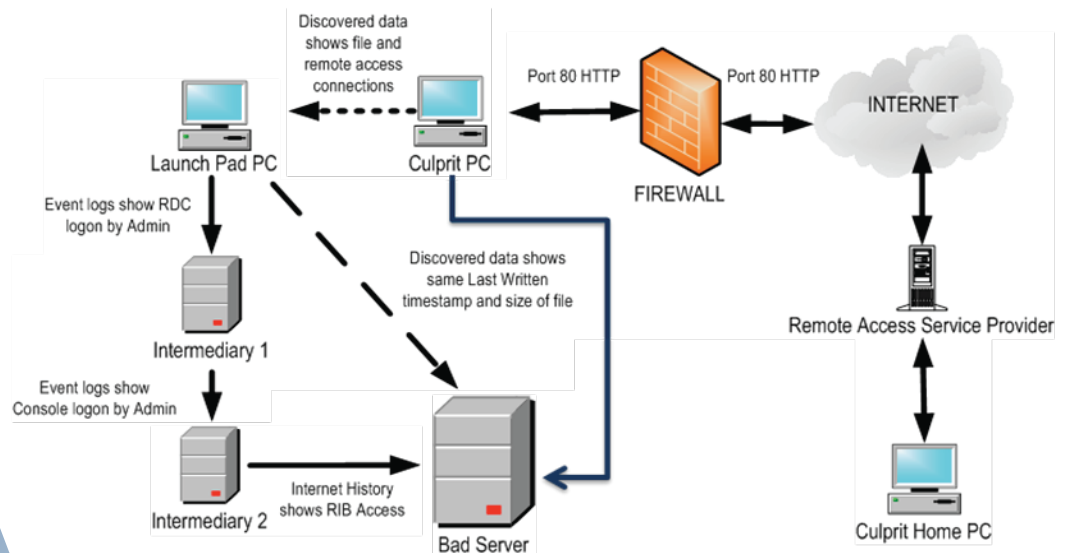 Discovered data
shows file and
remote access
connections
Port 80 HTTP
Port 80 HTTP
INTERNET
Launch Pad PC
Culprit PC
FIREWALL
Event logs show RDC
logon by Admin
Discovered data shows
same Last Written
timestamp and size of file
Remote Access Service Provider
Intermediary 1
Event logs show
Console logon by Admin
Internet History
shows RIB Access
Intermediary 2
Bad Server
Culprit Home PC